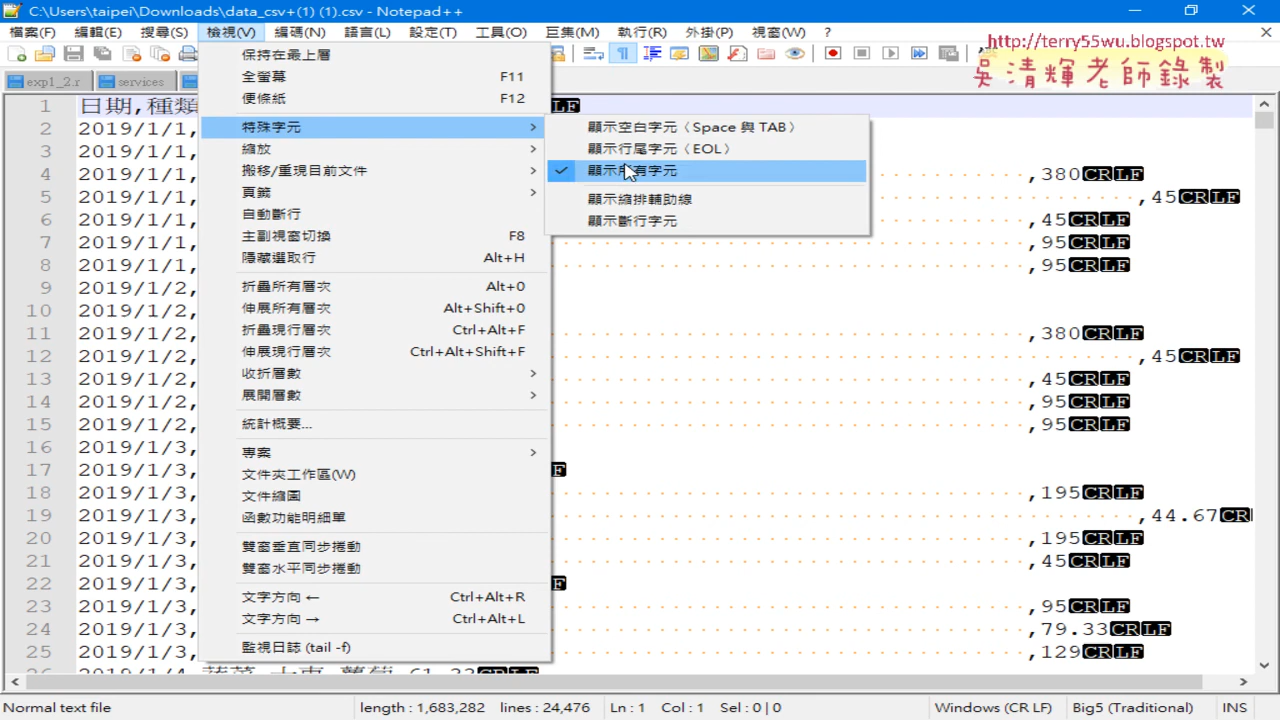 C:\Users\taipei\Downloads\data_csv+(1) (1).csv - Notepad++
檔案(F) 編輯(E) 搜尋(S) 檢視(V) 編碼(N) 語言(L) 設定(T) 工具(O) 巨集(M) 執行(R) 外掛(P) 視窗(W) ?
http://terry55wu.blogspot.tw
吳清輝老師錄製
exp1_2.r services
保持在最上層
全螢幕 F11
便條紙 F12
特殊字元
縮放
搬移/重現目前文件
頁籤
自動斷行
主副視窗切換 F8
隱藏選取行 Alt+H
折疊所有層次 Alt+0
伸展所有層次 Alt+Shift+0
折疊現行層次 Ctrl+Alt+F
伸展現行層次 Ctrl+Alt+Shift+F
收折層數
展開層數
統計概要...
專案
文件夾工作區(W)
文件縮圖
函數功能明細單
雙窗垂直同步捲動
雙窗水平同步捲動
文字方向 ← Ctrl+Alt+R
文字方向 → Ctrl+Alt+L
監視日誌 (tail -f)
顯示空白字元（Space 與 TAB）
顯示行尾字元（EOL）
顯示所有字元
顯示縮排輔助線
顯示斷行字元
1 日期,種類 LF
2 2019/1/1,
3 2019/1/1,
4 2019/1/1, ,380CRLF
5 2019/1/1, ,45CRLF
6 2019/1/1, ,45CRLF
7 2019/1/1, ,95CRLF
8 2019/1/1, ,95CRLF
9 2019/1/2,
10 2019/1/2,
11 2019/1/2, ,380CRLF
12 2019/1/2, ,45CRLF
13 2019/1/2, ,45CRLF
14 2019/1/2, ,95CRLF
15 2019/1/2, ,95CRLF
16 2019/1/3,
17 2019/1/3, F
18 2019/1/3, ,195CRLF
19 2019/1/3, ,44.67CR
20 2019/1/3, ,195CRLF
21 2019/1/3, ,45CRLF
22 2019/1/3, F
23 2019/1/3, ,95CRLF
24 2019/1/3, ,79.33CRLF
25 2019/1/3, ,129CRLF
Normal text file length : 1,683,282 lines : 24,476 Ln : 1 Col : 1 Sel : 0 | 0 Windows (CR LF) Big5 (Traditional) INS